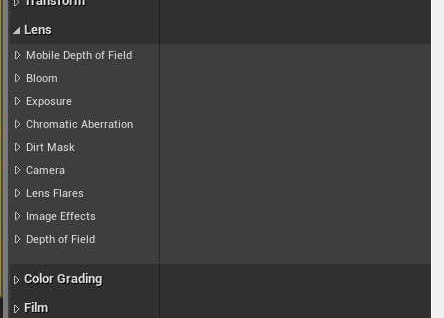 Transform
Lens
Mobile Depth of Field
Bloom
Exposure
Chromatic Aberration
Dirt Mask
Camera
Lens Flares
Image Effects
Depth of Field
Color Grading
Film